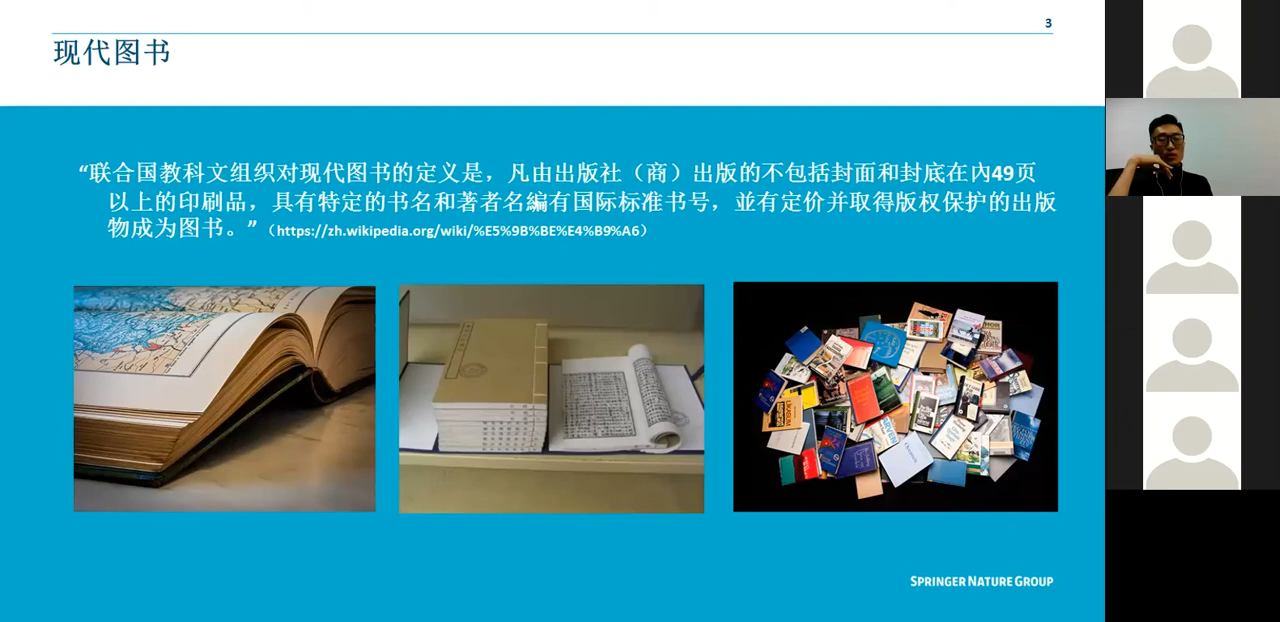 3
现代图书
“联合国教科文组织对现代图书的定义是，凡由出版社（商）出版的不包括封面和封底在內49页
以上的印刷品，具有特定的书名和著者名編有国际标准书号，並有定价并取得版权保护的出版
物成为图书。”（https://zh.wikipedia.org/wiki/%E5%9B%BE%E4%B9%A6）
SPRINGER NATURE GROUP